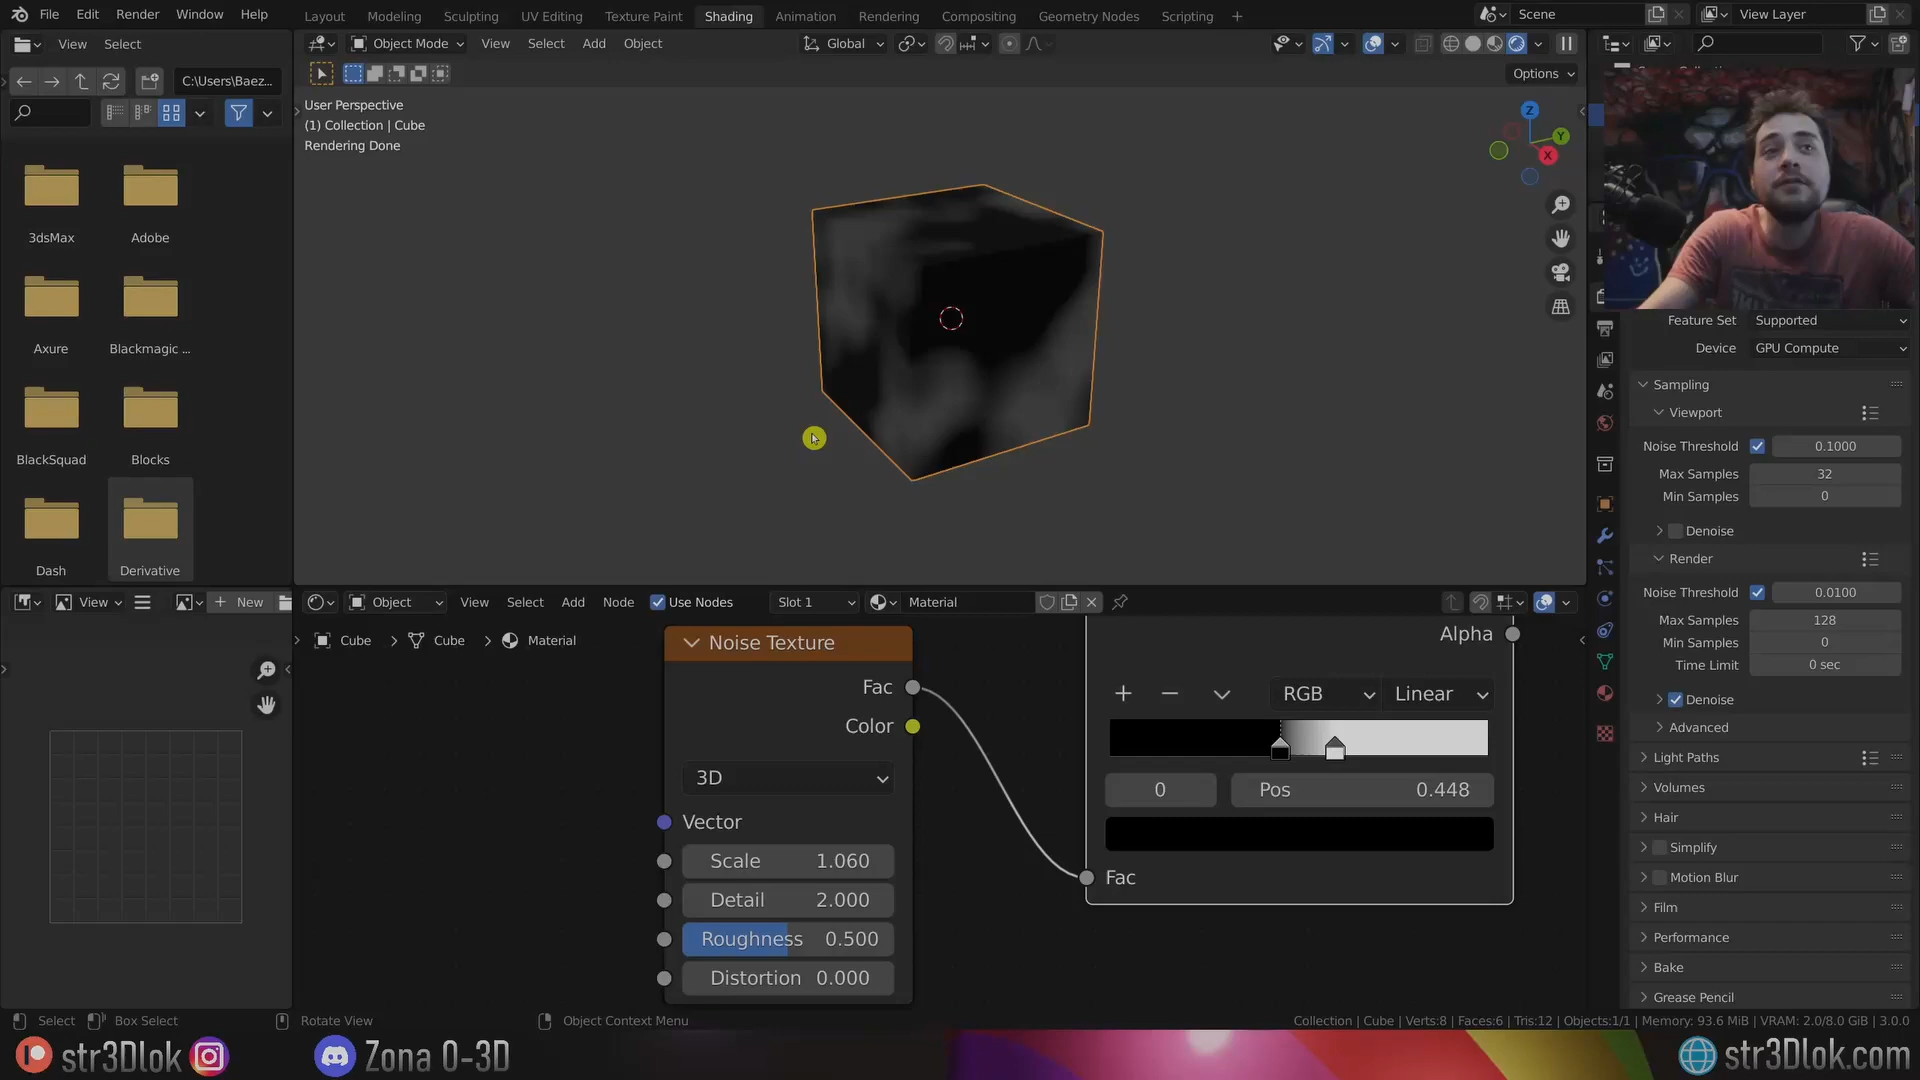 File Edit Render Window Help
Layout Modeling Sculpting UV Editing Texture Paint Shading Animation Rendering Compositing Geometry Nodes Scripting +
Scene
View Layer
View Select
Object Mode View Select Add Object
Global
C:\Users\Baez...
Options
User Perspective
(1) Collection | Cube
Rendering Done
Z
Y
X
3dsMax Adobe
Axure Blackmagic ...
BlackSquad Blocks
Dash Derivative
Feature Set Supported
Device GPU Compute
Sampling
Viewport
Noise Threshold 0.1000
Max Samples 32
Min Samples 0
Denoise
Render
Noise Threshold 0.0100
Max Samples 128
Min Samples 0
Time Limit 0 sec
Denoise
Advanced
Light Paths
Volumes
Hair
Simplify
Motion Blur
Film
Performance
Bake
Grease Pencil
View + New
Object View Select Add Node Use Nodes Slot 1 Material
Cube Cube Material
Noise Texture
Fac
Color
3D
Vector
Scale 1.060
Detail 2.000
Roughness 0.500
Distortion 0.000
Alpha
RGB Linear
0 Pos 0.448
Fac
Select Box Select Rotate View Object Context Menu
Collection | Cube | Verts:8 | Faces:6 | Tris:12 | Objects:1/1 | Memory: 93.6 MiB | VRAM: 2.0/8.0 GiB | 3.0.0
str3Dlok Zona 0-3D str3Dlok.com